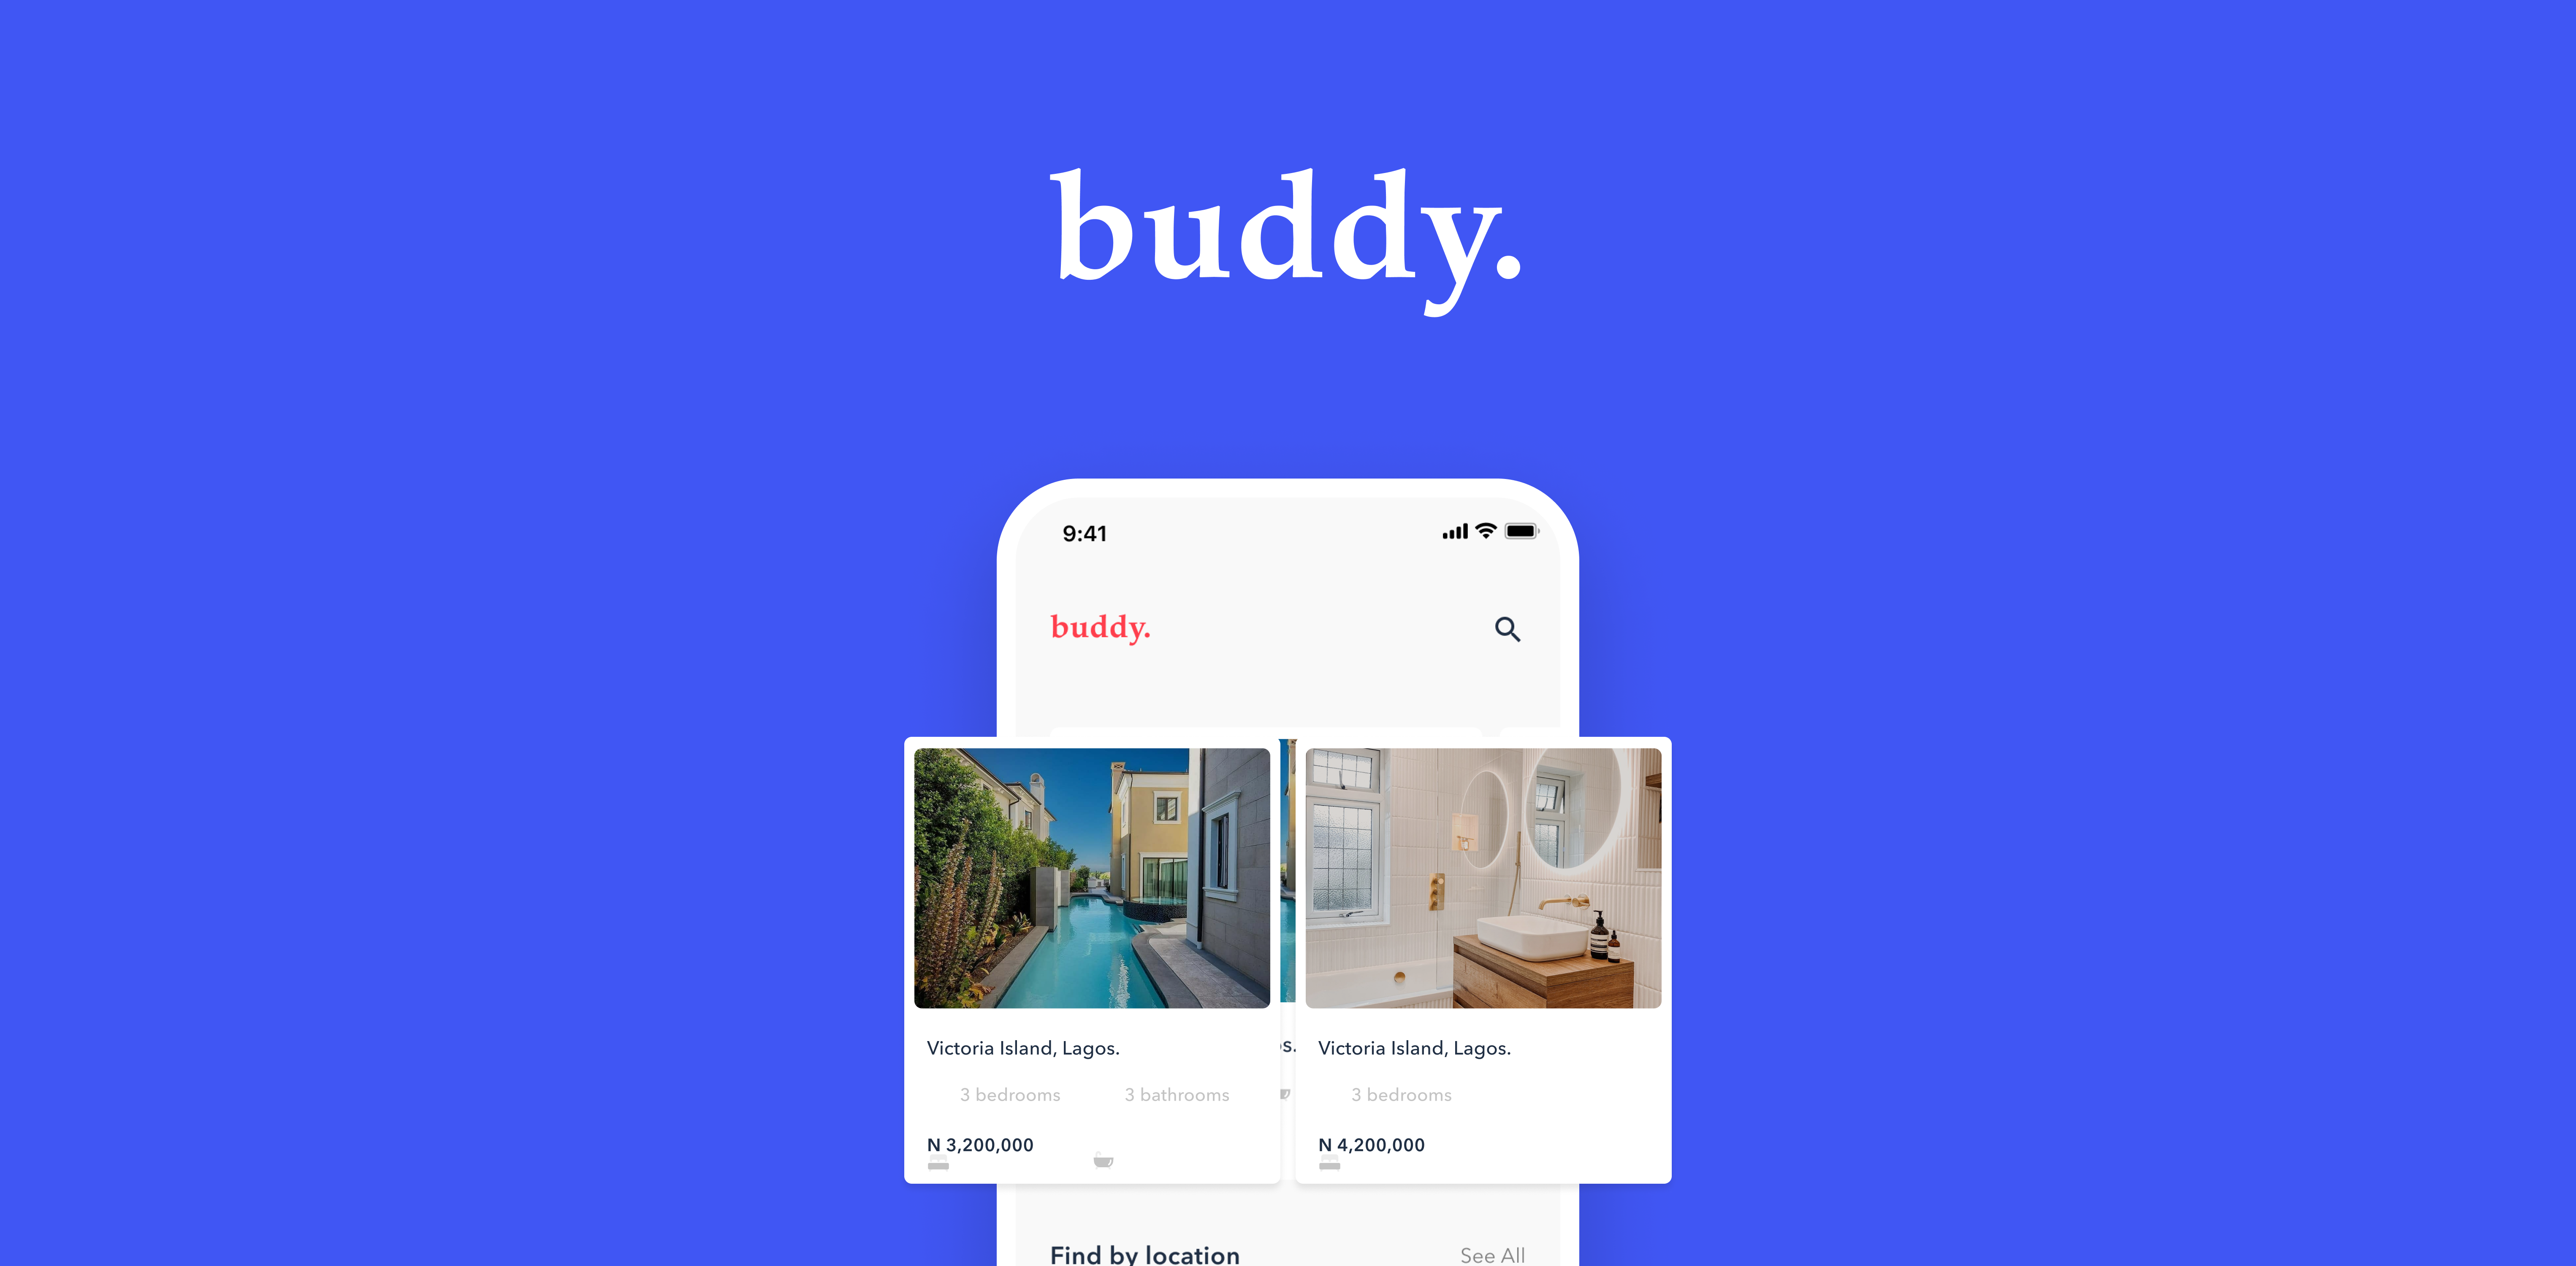 buddy.
9:41
buddy.
Victoria Island, Lagos.
3 bedrooms 3 bathrooms
N 3,200,000
s.
Victoria Island, Lagos.
3 bedrooms
N 4,200,000
Find by location See All